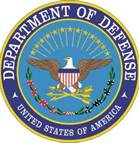 DEPARTMENT OF DEFENSE
UNITED STATES OF AMERICA